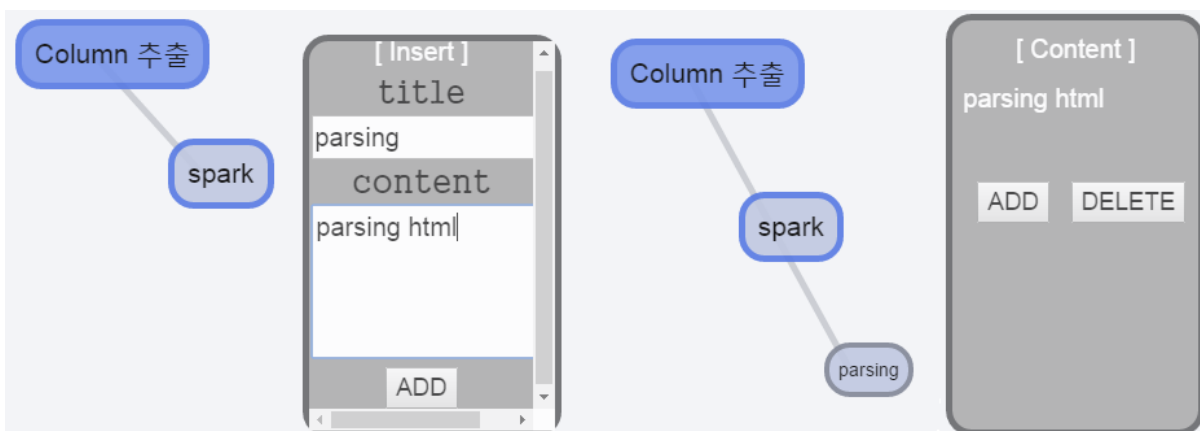 Column 추출
spark
[ Insert ]
title
parsing
content
parsing html
ADD
Column 추출
spark
parsing
[ Content ]
parsing html
ADD DELETE